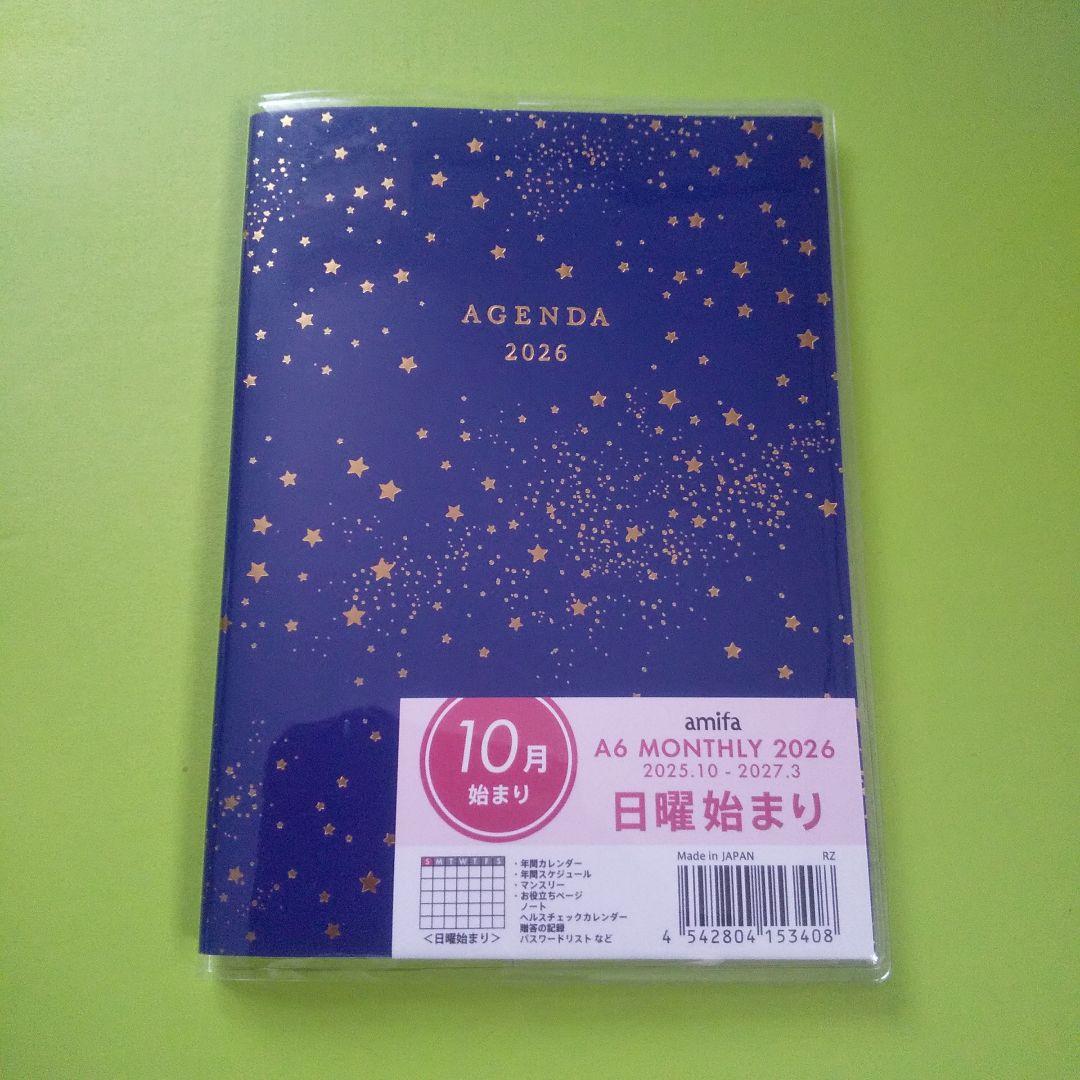 AGENDA
2026
10月
始まり
amifa
A6 MONTHLY 2026
2025.10 - 2027.3
日曜始まり
S M T W T F S
<日曜始まり>
・年間カレンダー
・年間スケジュール
・マンスリー
・お役立ちページ
ノート
ヘルスチェックカレンダー
贈答の記録
パスワードリスト など
Made in JAPAN RZ
4 542804 153408